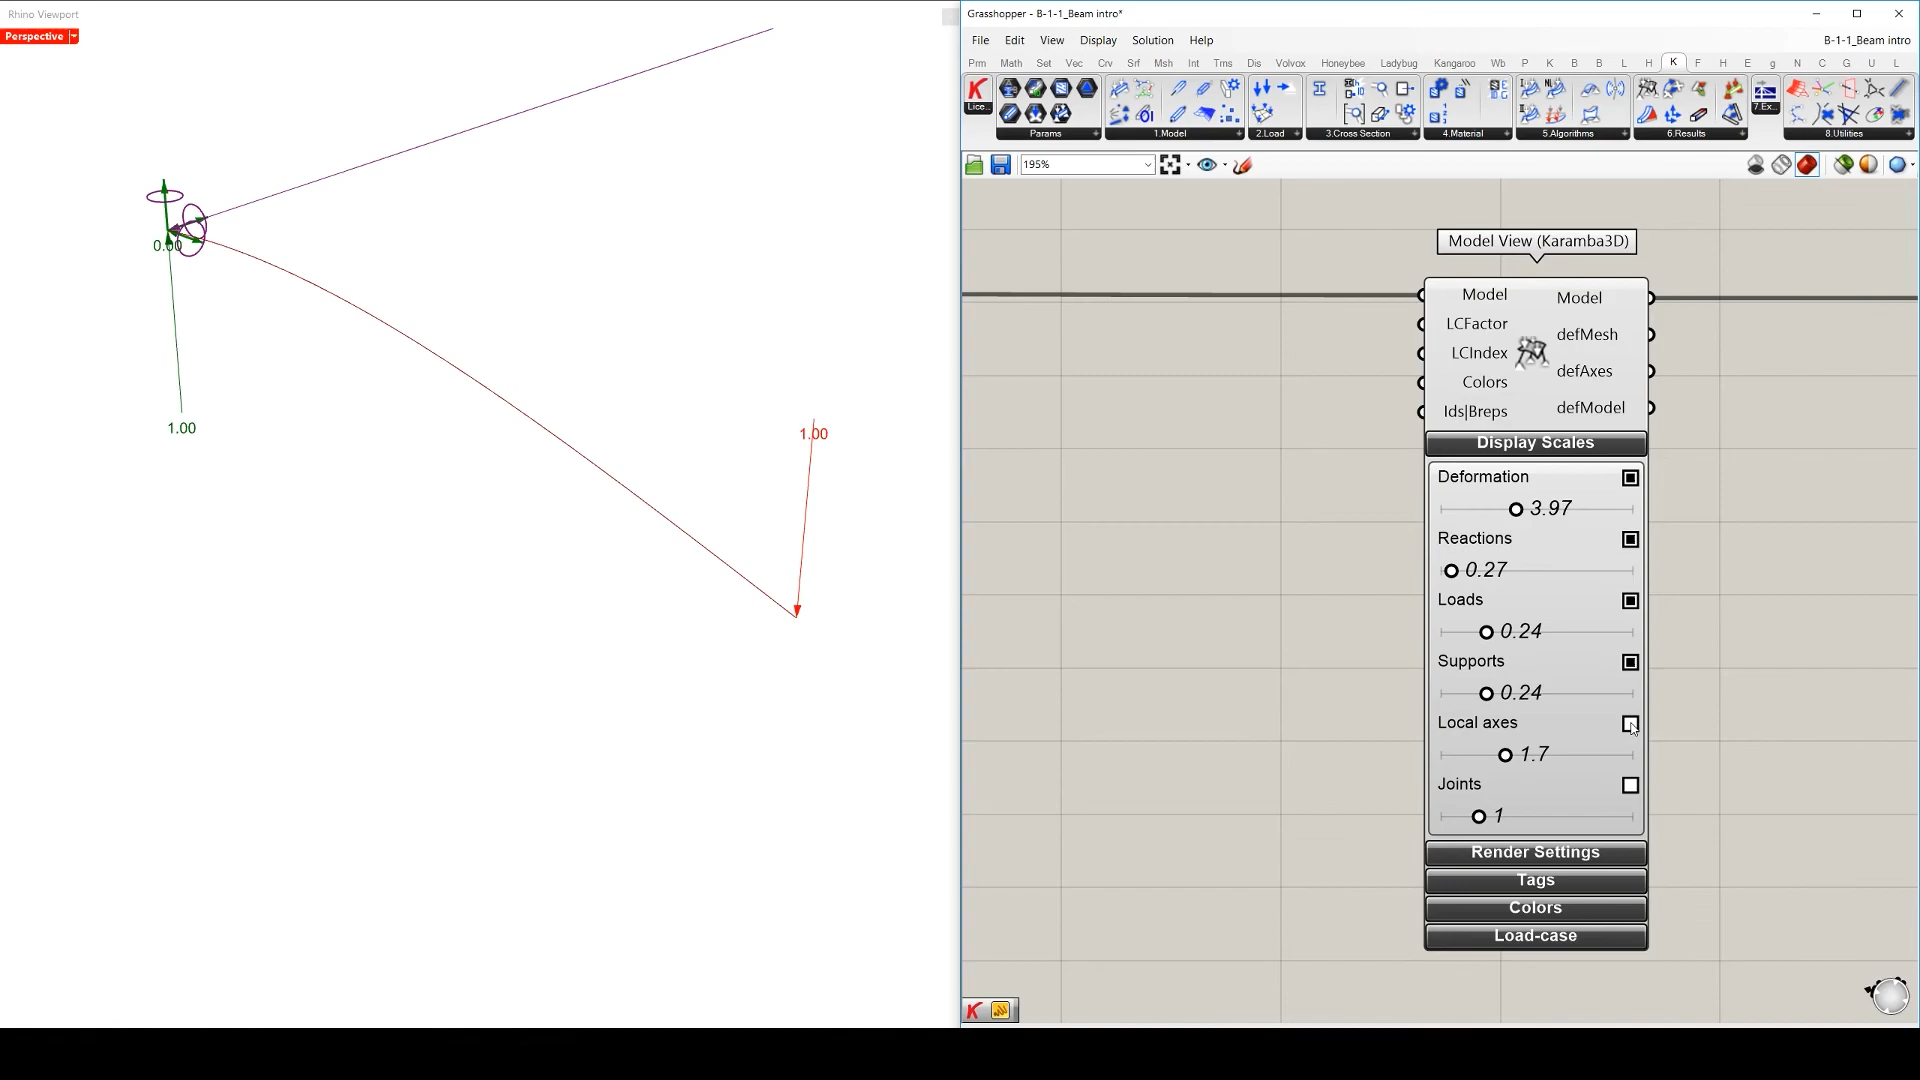 Rhino Viewport
Perspective
0.00
1.00
1.00
Grasshopper - B-1-1_Beam intro*
File Edit View Display Solution Help
B-1-1_Beam intro
Prm Math Set Vec Crv Srf Msh Int Trns Dis Volvox Honeybee Ladybug Kangaroo Wb P K B B L H K F H E g N C G U L
Lice...
Params
1.Model
2.Load
3.Cross Section
4.Material
5.Algorithms
6.Results
7.Ex...
8.Utilities
195%
Model View (Karamba3D)
Model
LCFactor
LCIndex
Colors
Ids|Breps
Model
defMesh
defAxes
defModel
Display Scales
Deformation
3.97
Reactions
0.27
Loads
0.24
Supports
0.24
Local axes
1.7
Joints
1
Render Settings
Tags
Colors
Load-case